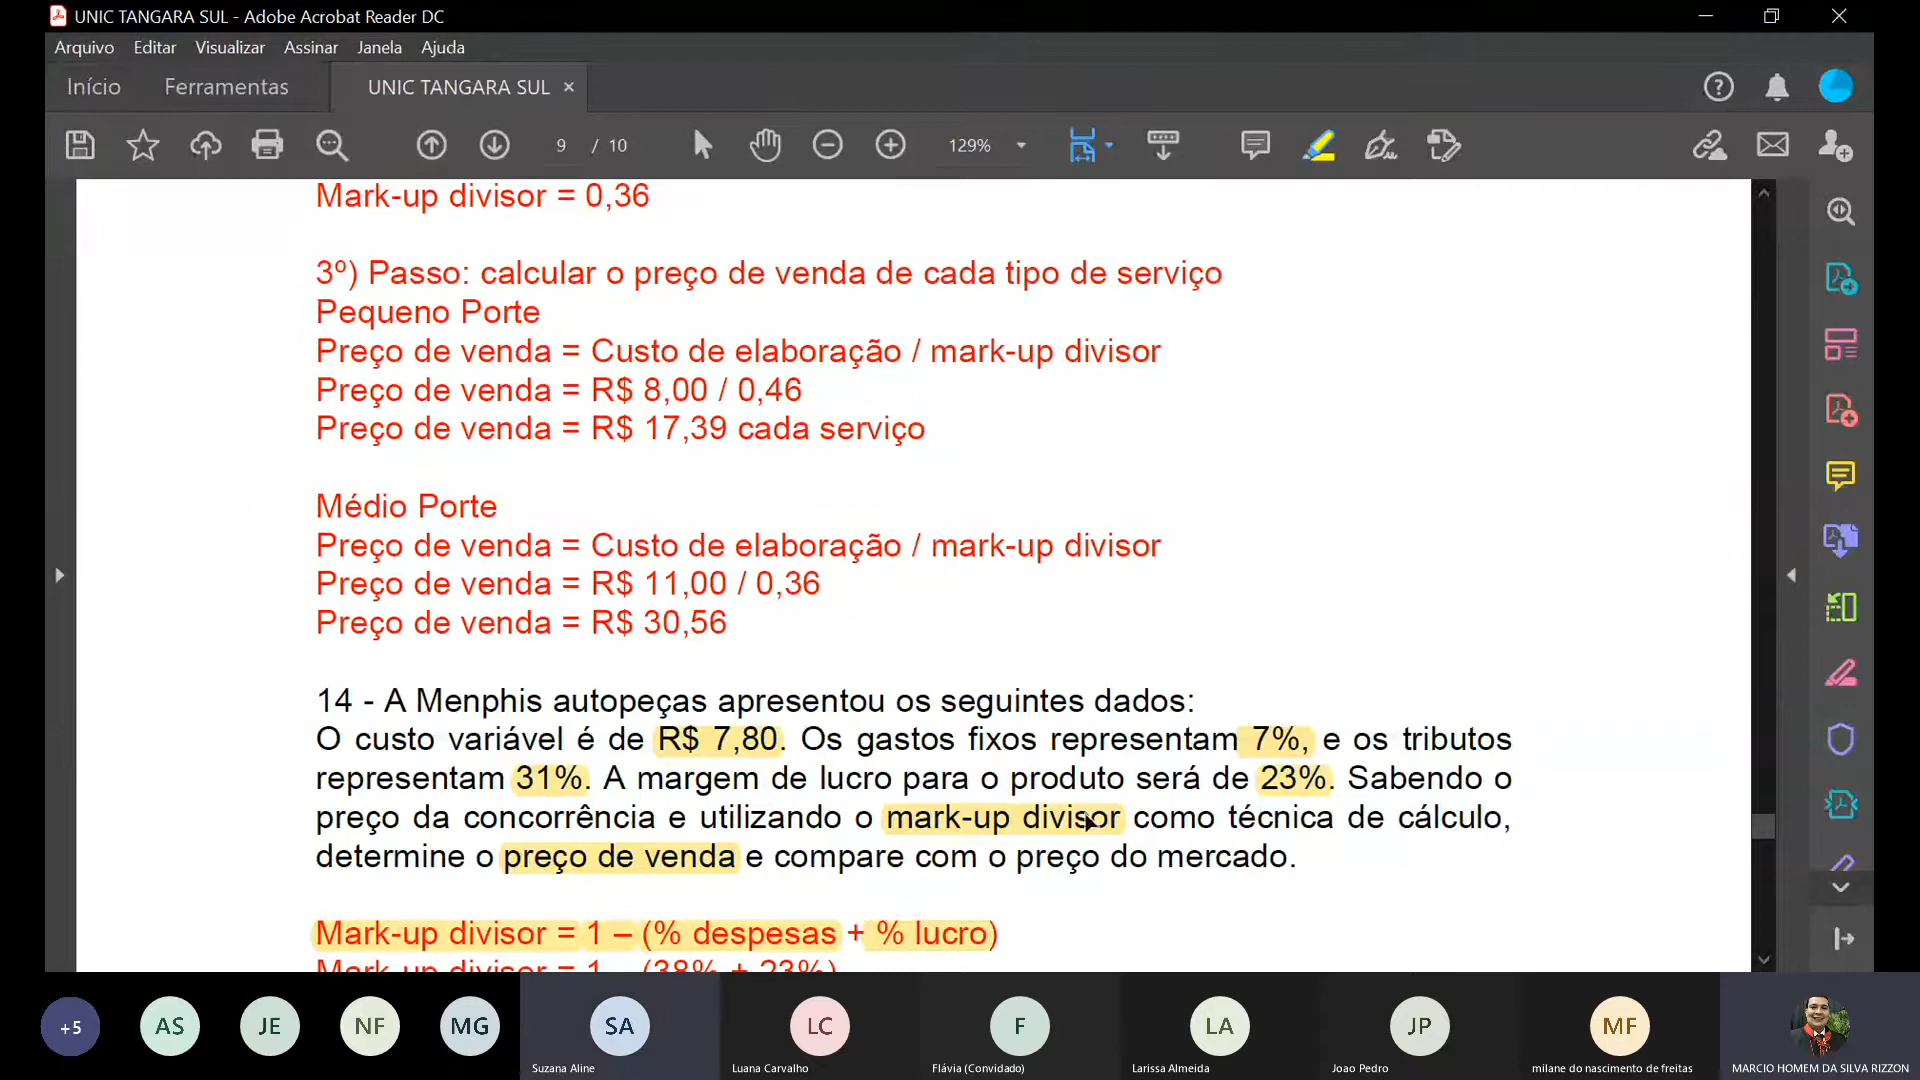 UNIC TANGARA SUL - Adobe Acrobat Reader DC
Arquivo Editar Visualizar Assinar Janela Ajuda
Início Ferramentas UNIC TANGARA SUL
9 / 10 129%
Mark-up divisor = 0,36
3º) Passo: calcular o preço de venda de cada tipo de serviço
Pequeno Porte
Preço de venda = Custo de elaboração / mark-up divisor
Preço de venda = R$ 8,00 / 0,46
Preço de venda = R$ 17,39 cada serviço
Médio Porte
Preço de venda = Custo de elaboração / mark-up divisor
Preço de venda = R$ 11,00 / 0,36
Preço de venda = R$ 30,56
14 - A Menphis autopeças apresentou os seguintes dados:
O custo variável é de R$ 7,80. Os gastos fixos representam 7%, e os tributos
representam 31%. A margem de lucro para o produto será de 23%. Sabendo o
preço da concorrência e utilizando o mark-up divisor como técnica de cálculo,
determine o preço de venda e compare com o preço do mercado.
Mark-up divisor = 1 – (% despesas + % lucro)
Mark-up divisor = 1 – (38% + 23%)
+5 AS JE NF MG SA LC F LA JP MF
Suzana Aline Luana Carvalho Flávia (Convidado) Larissa Almeida Joao Pedro milane do nascimento de freitas MARCIO HOMEM DA SILVA RIZZON